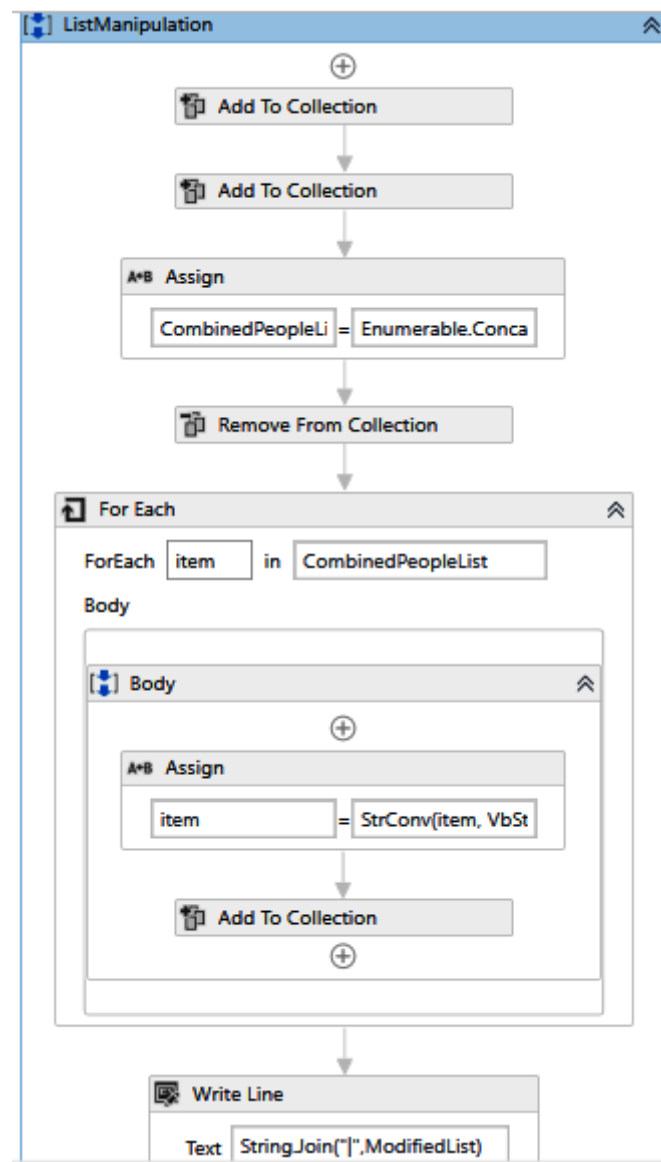 ListManipulation
Add To Collection
Add To Collection
A+B Assign
CombinedPeopleLi = Enumerable.Conca
Remove From Collection
For Each
ForEach item in CombinedPeopleList
Body
Body
A+B Assign
item = StrConv(item, VbSt
Add To Collection
Write Line
Text String.Join("|",ModifiedList)